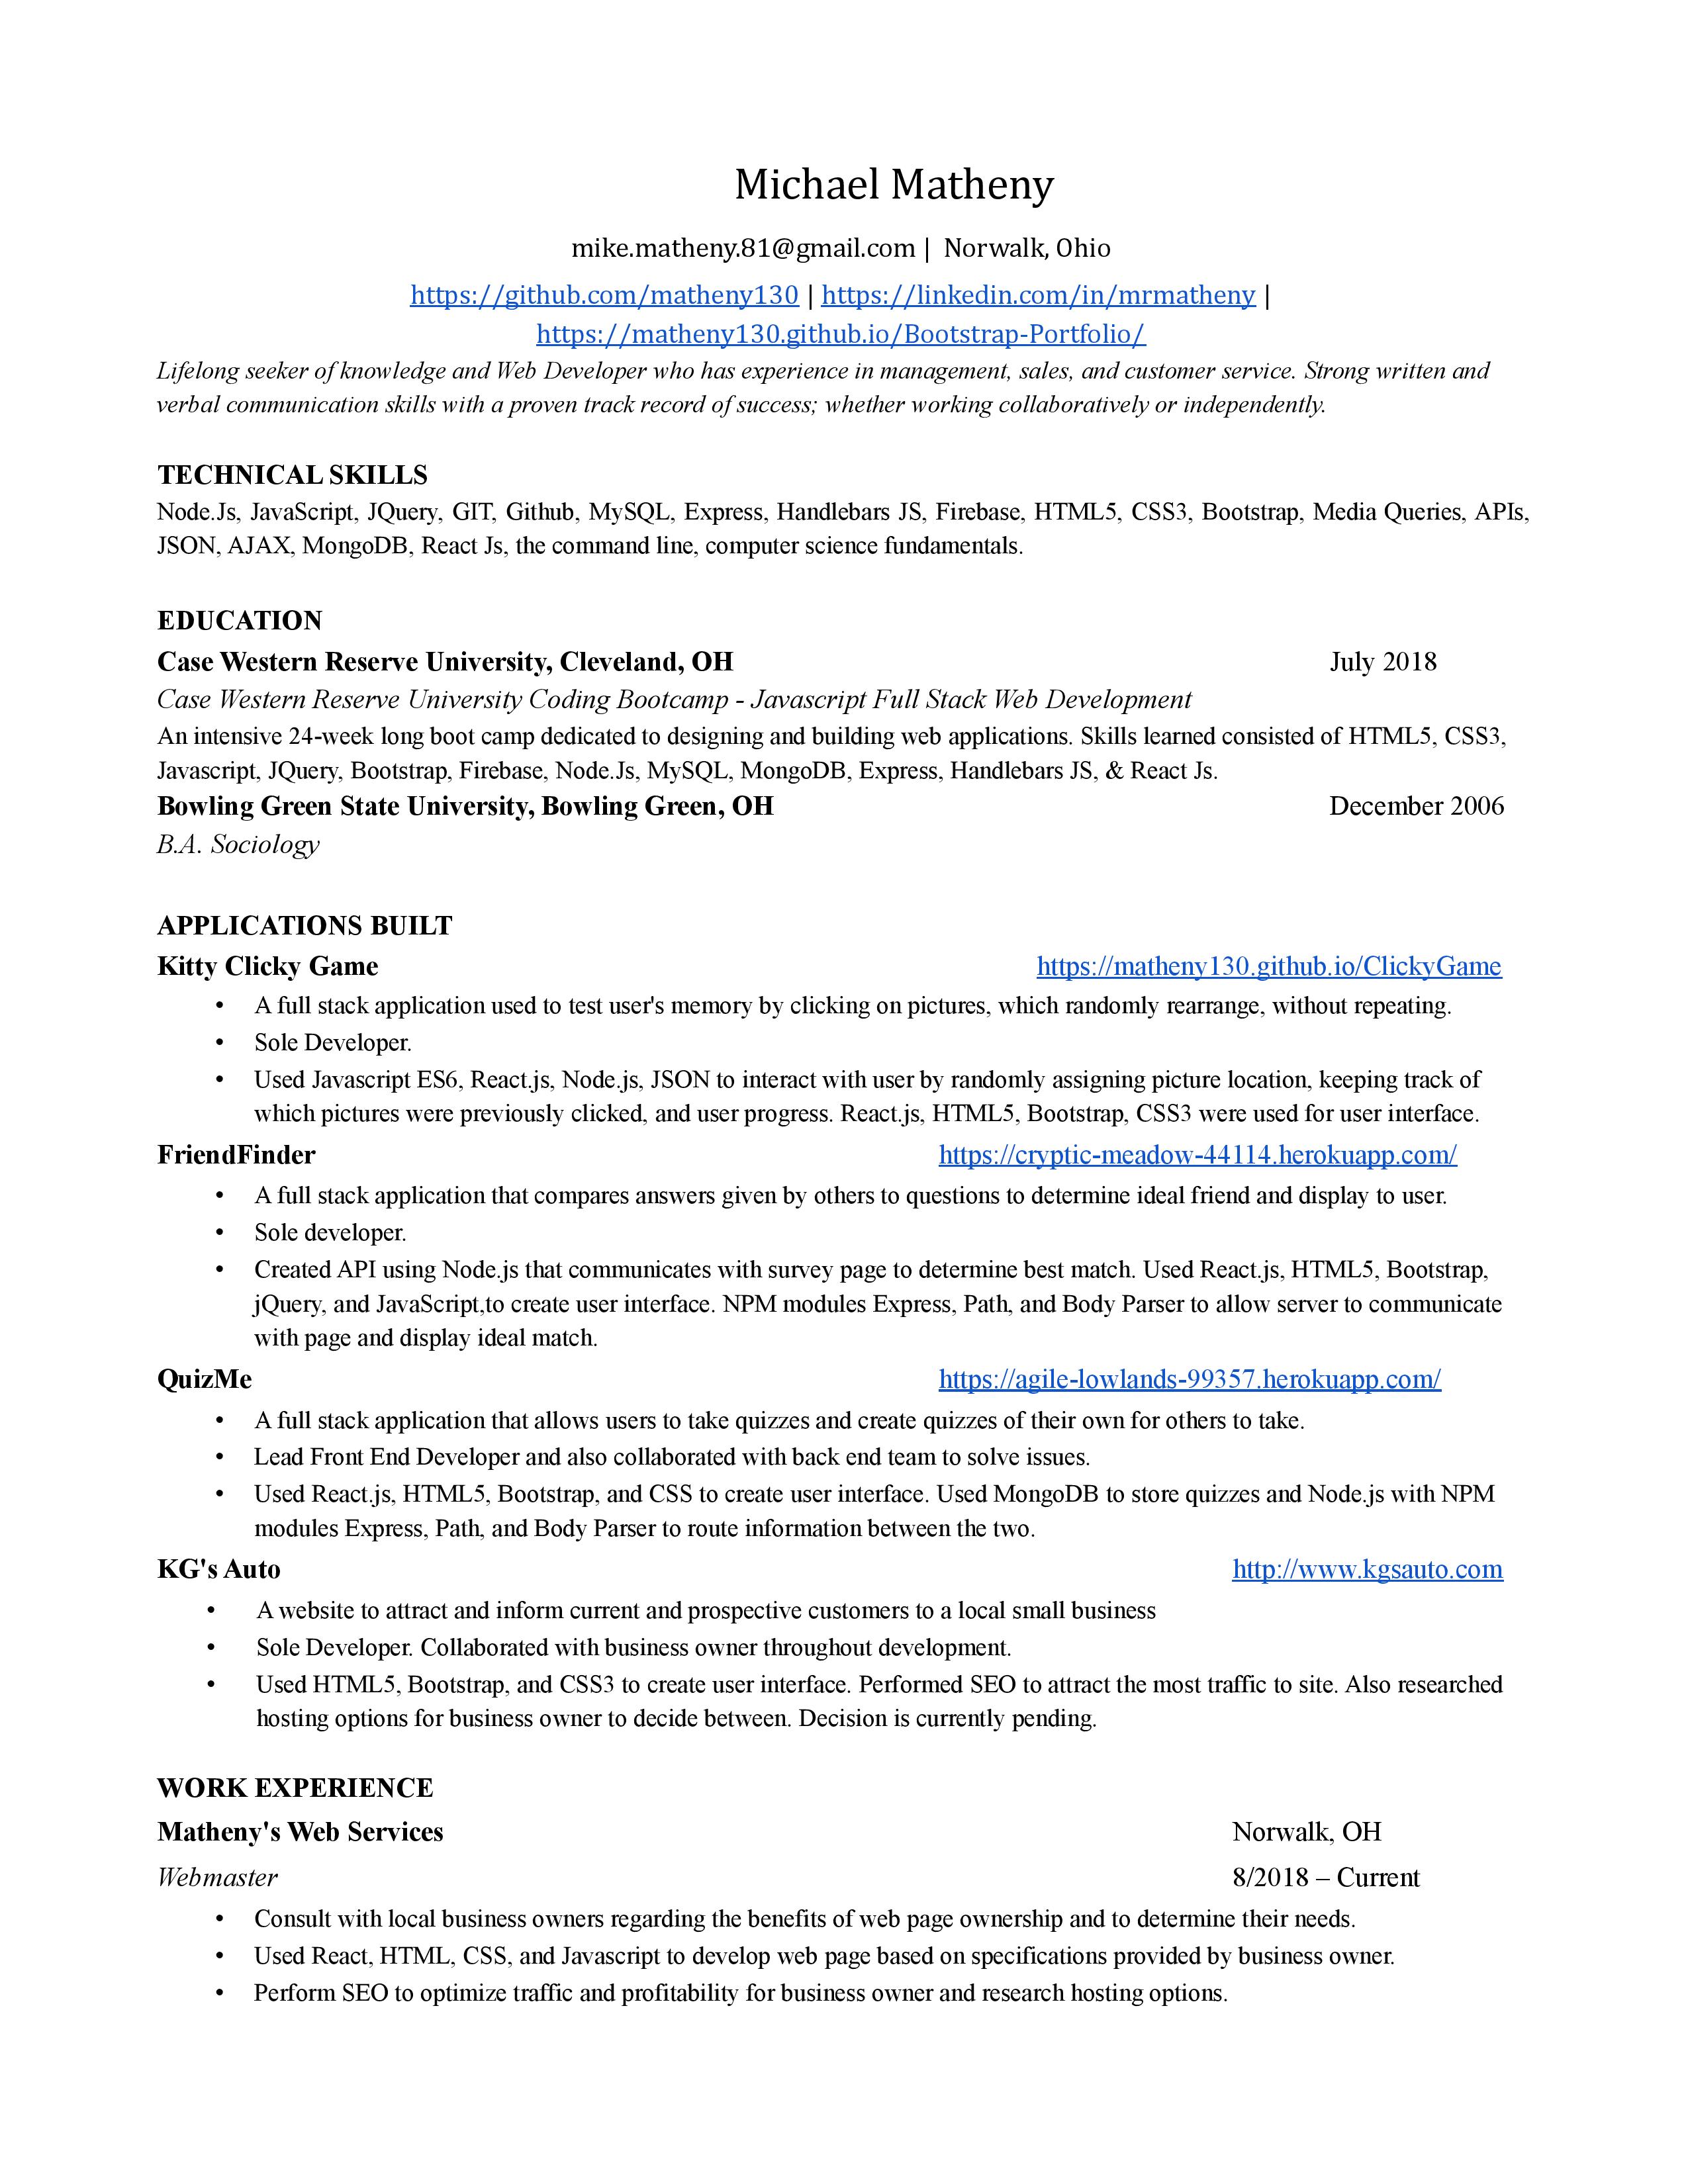 Michael Matheny
mike.matheny.81@gmail.com | Norwalk, Ohio
https://github.com/matheny130 | https://linkedin.com/in/mrmatheny |
https://matheny130.github.io/Bootstrap-Portfolio/
Lifelong seeker of knowledge and Web Developer who has experience in management, sales, and customer service. Strong written and
verbal communication skills with a proven track record of success; whether working collaboratively or independently.
TECHNICAL SKILLS
Node.Js, JavaScript, JQuery, GIT, Github, MySQL, Express, Handlebars JS, Firebase, HTML5, CSS3, Bootstrap, Media Queries, APIs,
JSON, AJAX, MongoDB, React Js, the command line, computer science fundamentals.
EDUCATION
Case Western Reserve University, Cleveland, OH July 2018
Case Western Reserve University Coding Bootcamp - Javascript Full Stack Web Development
An intensive 24-week long boot camp dedicated to designing and building web applications. Skills learned consisted of HTML5, CSS3,
Javascript, JQuery, Bootstrap, Firebase, Node.Js, MySQL, MongoDB, Express, Handlebars JS, & React Js.
Bowling Green State University, Bowling Green, OH December 2006
B.A. Sociology
APPLICATIONS BUILT
Kitty Clicky Game https://matheny130.github.io/ClickyGame
• A full stack application used to test user's memory by clicking on pictures, which randomly rearrange, without repeating.
• Sole Developer.
• Used Javascript ES6, React.js, Node.js, JSON to interact with user by randomly assigning picture location, keeping track of
which pictures were previously clicked, and user progress. React.js, HTML5, Bootstrap, CSS3 were used for user interface.
FriendFinder https://cryptic-meadow-44114.herokuapp.com/
• A full stack application that compares answers given by others to questions to determine ideal friend and display to user.
• Sole developer.
• Created API using Node.js that communicates with survey page to determine best match. Used React.js, HTML5, Bootstrap,
jQuery, and JavaScript,to create user interface. NPM modules Express, Path, and Body Parser to allow server to communicate
with page and display ideal match.
QuizMe https://agile-lowlands-99357.herokuapp.com/
• A full stack application that allows users to take quizzes and create quizzes of their own for others to take.
• Lead Front End Developer and also collaborated with back end team to solve issues.
• Used React.js, HTML5, Bootstrap, and CSS to create user interface. Used MongoDB to store quizzes and Node.js with NPM
modules Express, Path, and Body Parser to route information between the two.
KG's Auto http://www.kgsauto.com
• A website to attract and inform current and prospective customers to a local small business
• Sole Developer. Collaborated with business owner throughout development.
• Used HTML5, Bootstrap, and CSS3 to create user interface. Performed SEO to attract the most traffic to site. Also researched
hosting options for business owner to decide between. Decision is currently pending.
WORK EXPERIENCE
Matheny's Web Services Norwalk, OH
Webmaster 8/2018 – Current
• Consult with local business owners regarding the benefits of web page ownership and to determine their needs.
• Used React, HTML, CSS, and Javascript to develop web page based on specifications provided by business owner.
• Perform SEO to optimize traffic and profitability for business owner and research hosting options.